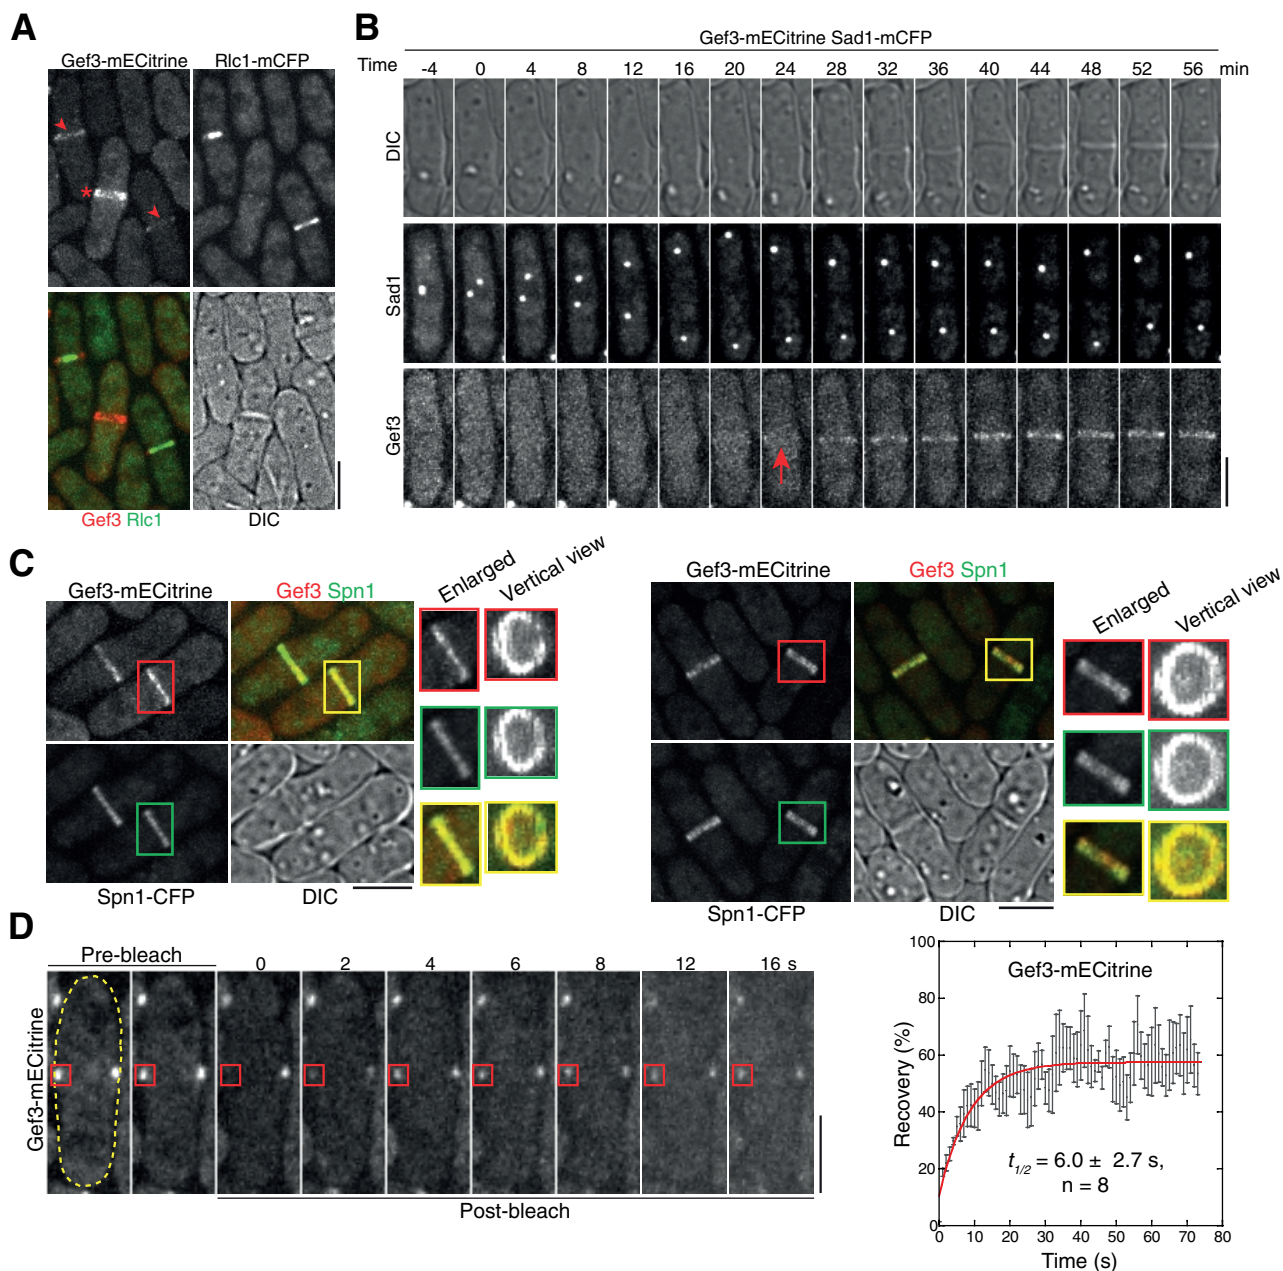 A
Gef3-mECitrine Rlc1-mCFP
*
Gef3 Rlc1 DIC
B
Gef3-mECitrine Sad1-mCFP
Time -4 0 4 8 12 16 20 24 28 32 36 40 44 48 52 56 min
DIC
Sad1
Gef3
C
Gef3-mECitrine Gef3 Spn1 Enlarged Vertical view
Spn1-CFP DIC
Gef3-mECitrine Gef3 Spn1 Enlarged Vertical view
Spn1-CFP DIC
D
Pre-bleach 0 2 4 6 8 12 16 s
Gef3-mECitrine
Post-bleach
Gef3-mECitrine
Recovery (%)
100
80
60
40
20
0
t1/2 = 6.0 ± 2.7 s,
n = 8
0 10 20 30 40 50 60 70 80
Time (s)